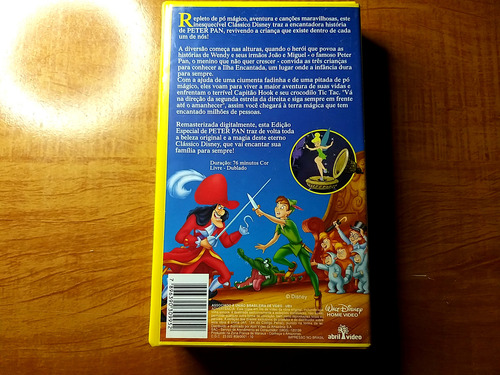 Repleto de pó mágico, aventura e canções maravilhosas, este
inesquecível Clássico Disney traz a encantadora história
de PETER PAN, revivendo a criança que existe dentro de cada
um de nós!
A diversão começa nas alturas, quando o herói que povoa as
histórias de Wendy e seus irmãos João e Miguel - o famoso Peter
Pan, o menino que não quer crescer - convida as três crianças
para conhecer a Ilha Encantada, um lugar onde a infância dura
para sempre.
Com a ajuda de uma ciumenta fadinha e de uma pitada de pó
mágico, eles voam para viver a maior aventura de suas vidas e
enfrentam o terrível Capitão Hook e seu crocodilo Tic Tac. "Vá
na direção da segunda estrela da direita e siga sempre em frente
até o amanhecer", assim você chegará à terra mágica que tem
encantado milhões de pessoas.
Remasterizada digitalmente, esta Edição
Especial de PETER PAN traz de volta toda
a beleza original e a magia deste eterno
Clássico Disney, que vai encantar sua
família para sempre!
Duração: 76 minutos Cor
Livre - Dublado
© Disney
Walt Disney
HOME VIDEO
abril vídeo
IMPRESSO NO BRASIL